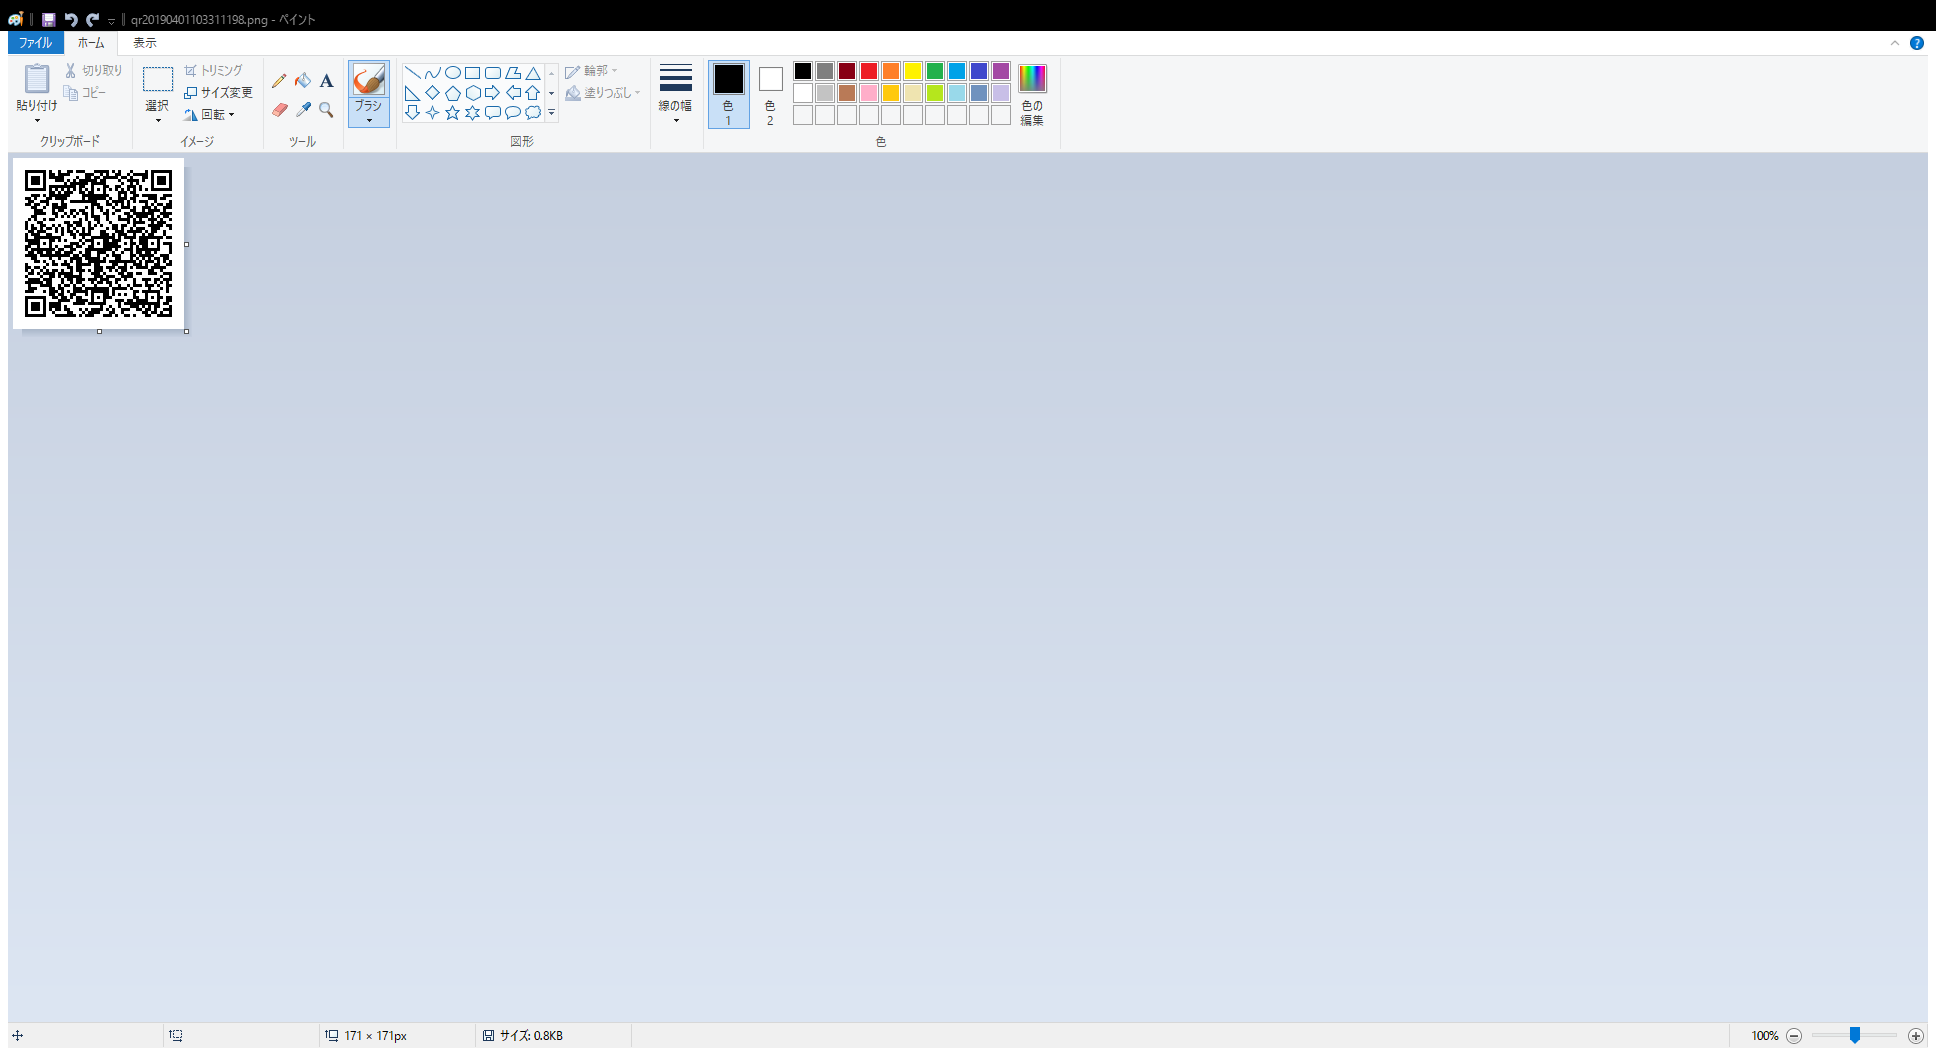 qr20190401103311198.png - ペイント
ファイル ホーム 表示
貼り付け
切り取り
コピー
クリップボード
選択
トリミング
サイズ変更
回転
イメージ
A
ツール
ブラシ
図形
輪郭
塗りつぶし
線の幅
色
1
色
2
色の
編集
色
171 × 171px
サイズ: 0.8KB
100%